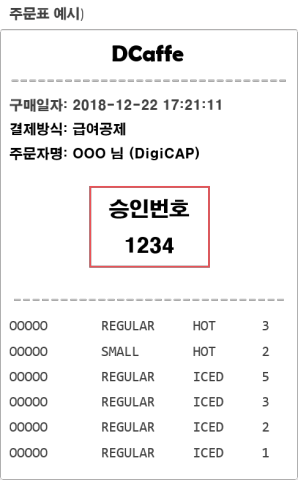 주문표 예시)
DCaffe
구매일자: 2018-12-22 17:21:11
결제방식: 급여공제
주문자명: OOO 님 (DigiCAP)
승인번호
1234
OOOOO REGULAR HOT 3
OOOOO SMALL HOT 2
OOOOO REGULAR ICED 5
OOOOO REGULAR ICED 3
OOOOO REGULAR ICED 2
OOOOO REGULAR ICED 1